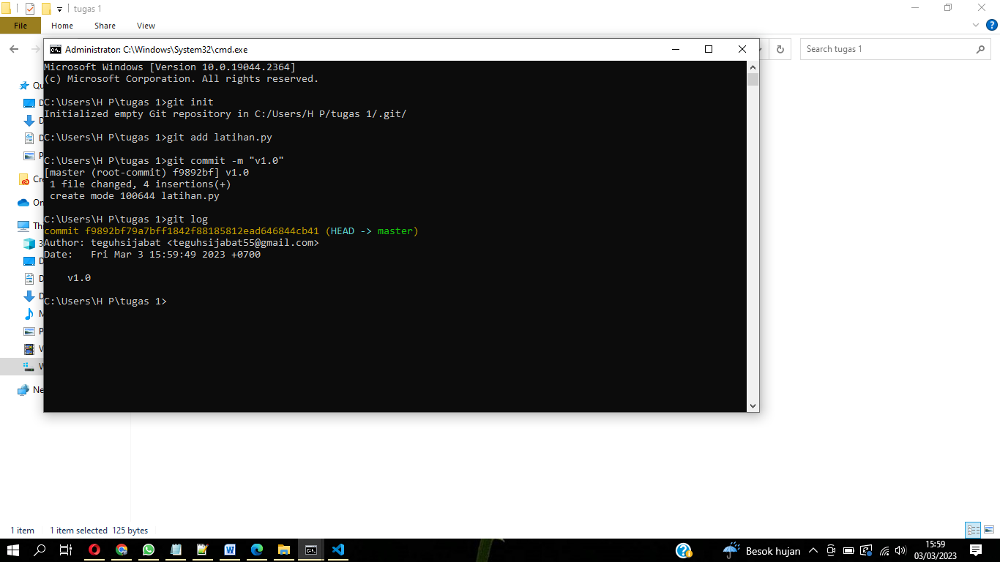 tugas 1
File Home Share View
Search tugas 1
Administrator: C:\Windows\System32\cmd.exe
Microsoft Windows [Version 10.0.19044.2364]
(c) Microsoft Corporation. All rights reserved.
C:\Users\H P\tugas 1>git init
Initialized empty Git repository in C:/Users/H P/tugas 1/.git/
C:\Users\H P\tugas 1>git add latihan.py
C:\Users\H P\tugas 1>git commit -m "v1.0"
[master (root-commit) f9892bf] v1.0
1 file changed, 4 insertions(+)
create mode 100644 latihan.py
C:\Users\H P\tugas 1>git log
commit f9892bf79a7bff1842f88185812ead646844cb41 (HEAD -> master)
Author: teguhsijabat <teguhsijabat55@gmail.com>
Date:   Fri Mar 3 15:59:49 2023 +0700
v1.0
C:\Users\H P\tugas 1>
1 item 1 item selected 125 bytes
Besok hujan
15:59
03/03/2023